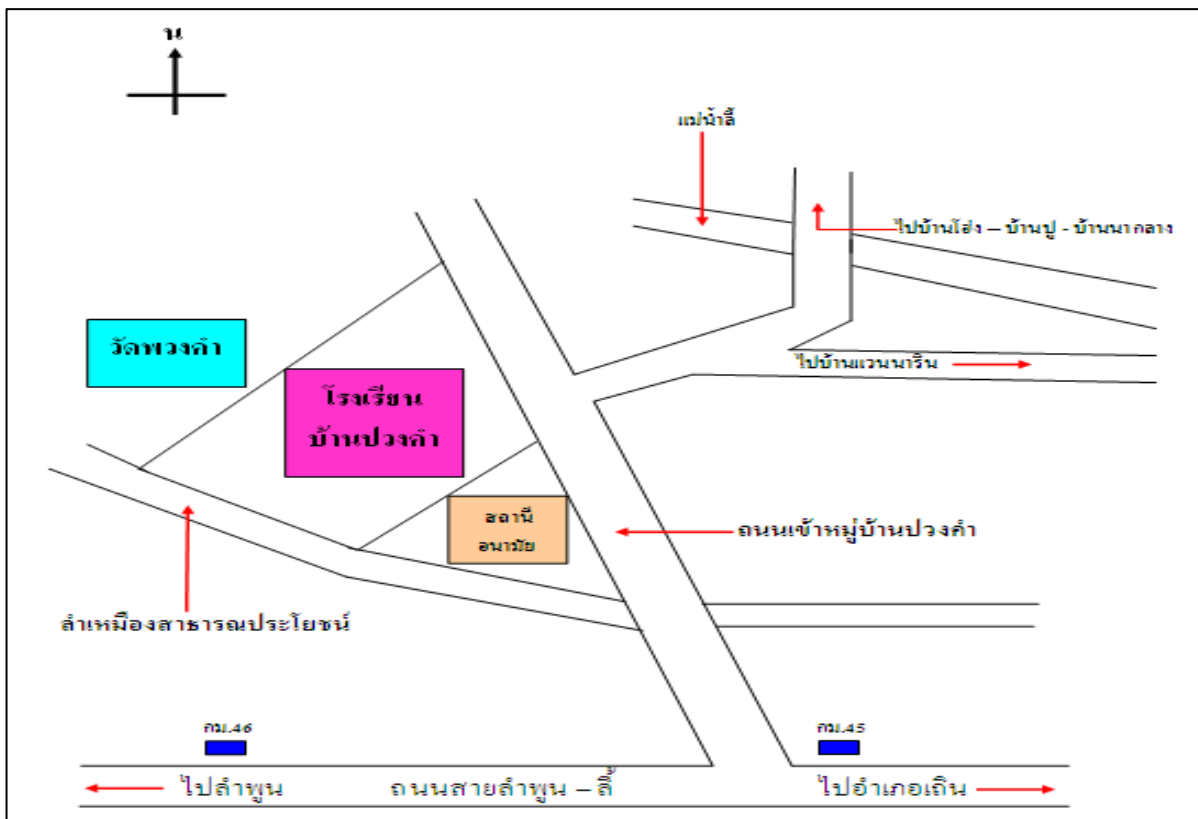 น
แม่น้ำลี้
ไปบ้านโฮ่ง – บ้านปู - บ้านนากลาง
วัดพวงคำ
ไปบ้านแวนนาริน
โรงเรียน
บ้านปวงคำ
สถานี
อนามัย
ถนนเข้าหมู่บ้านปวงคำ
ลำเหมืองสาธารณประโยชน์
กม.46
กม.45
ไปลำพูน
ถนนสายลำพูน – ลี้
ไปอำเภอเถิน